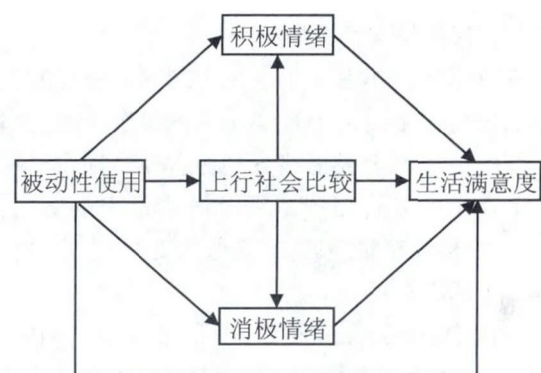 积极情绪
被动性使用
上行社会比较
生活满意度
消极情绪